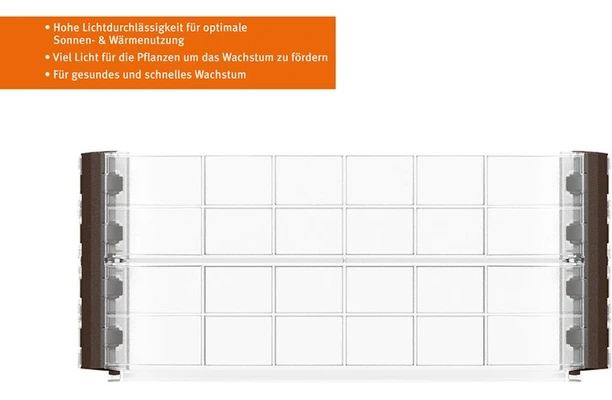 • Hohe Lichtdurchlässigkeit für optimale
Sonnen- & Wärmenutzung
• Viel Licht für die Pflanzen um das Wachstum zu fördern
• Für gesundes und schnelles Wachstum